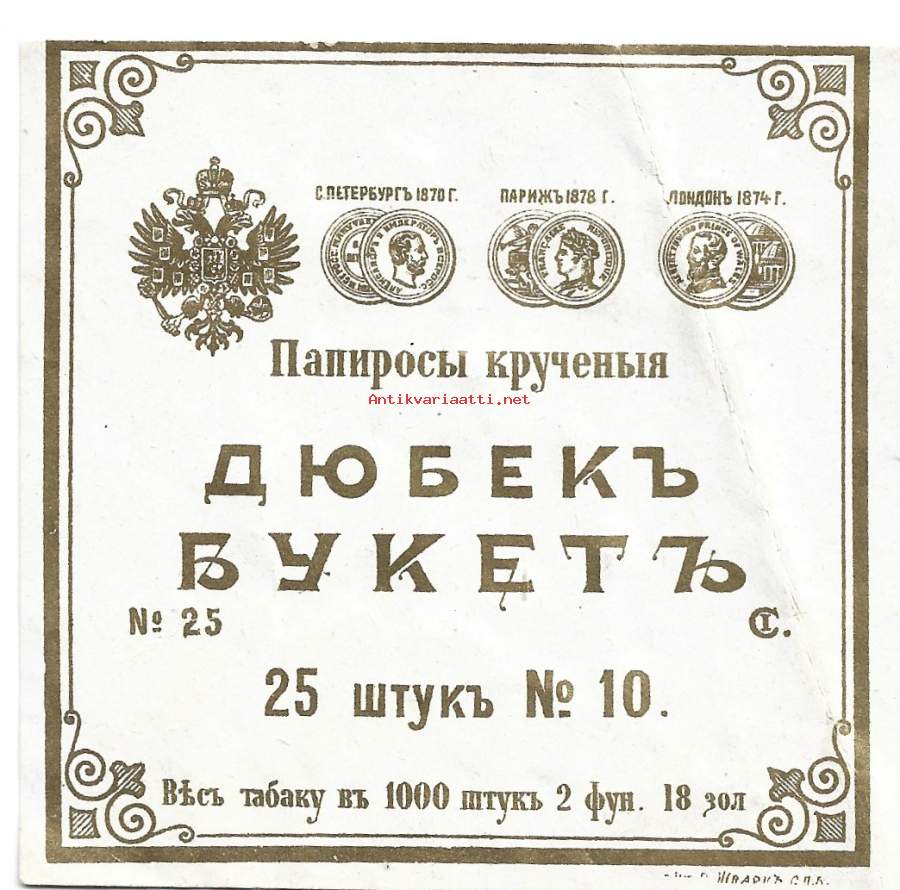 С.ПЕТЕРБУРГЪ 1870 Г. ПАРИЖЪ 1878 Г. ЛОНДОНЪ 1874 Г.
Папиросы крученыя
Antikvariaatti.net
ДЮБЕКЪ
БУКЕТЪ
№ 25
25 штукъ № 10.
Вѣсъ табаку въ 1000 штукъ 2 фун. 18 зол
ШВАРЦЪ С.П.Б.